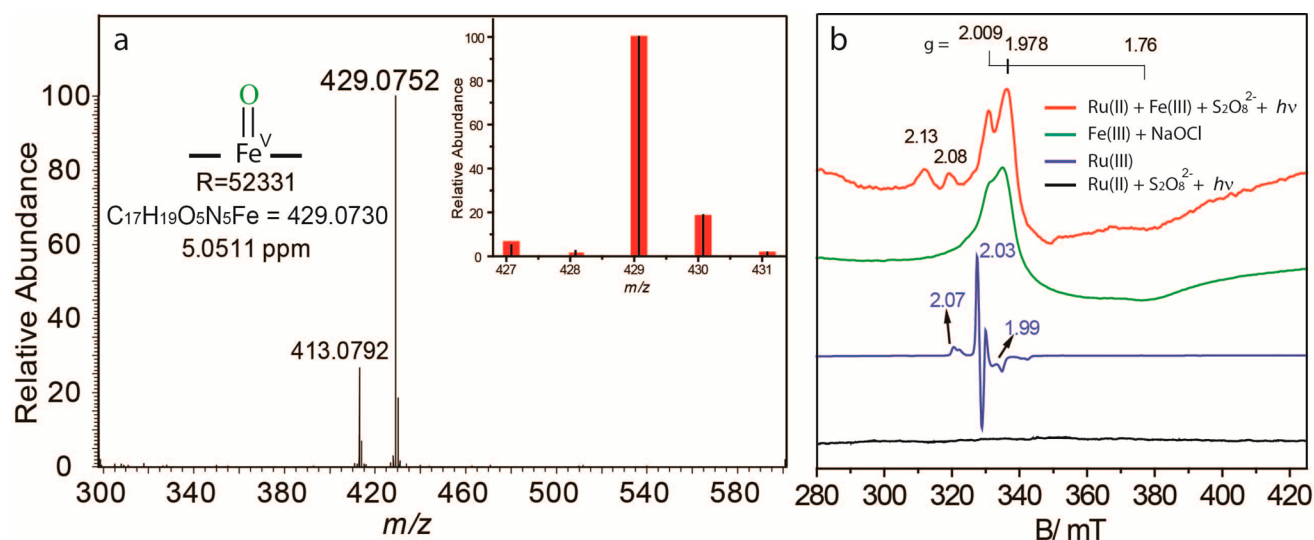 a
Relative Abundance
100
80
60
40
20
0
300
340
380
420
460
500
540
580
m/z
O
Fe^V
R=52331
C₁₇H₁₉O₅N₅Fe = 429.0730
5.0511 ppm
429.0752
413.0792
Relative Abundance
100
80
60
40
20
0
427
428
429
430
431
m/z
b
g = 2.009 1.978 1.76
Ru(II) + Fe(III) + S₂O₈²⁻ + hν
Fe(III) + NaOCl
Ru(III)
Ru(II) + S₂O₈²⁻ + hν
2.13
2.08
2.03
2.07
1.99
280
300
320
340
360
380
400
420
B/ mT